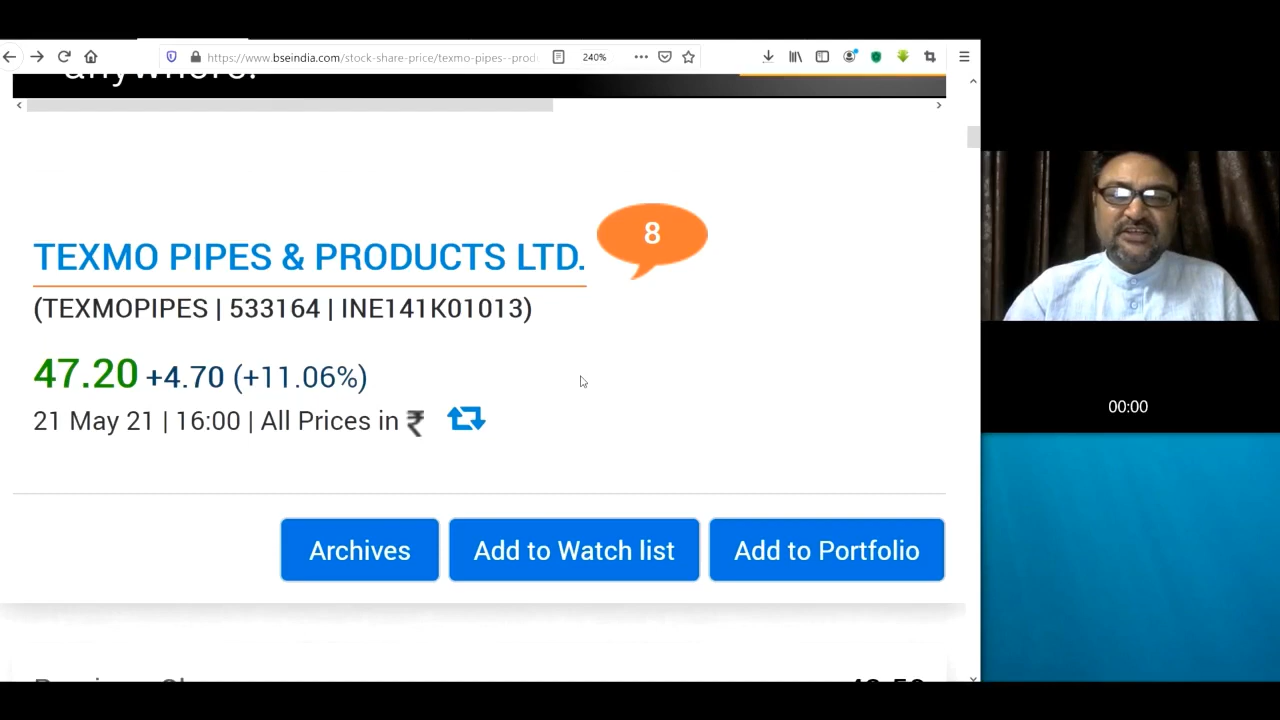 https://www.bseindia.com/stock-share-price/texmo-pipes--prod
240%
anywhere.
TEXMO PIPES & PRODUCTS LTD.
8
(TEXMOPIPES | 533164 | INE141K01013)
47.20 +4.70 (+11.06%)
21 May 21 | 16:00 | All Prices in ₹
Archives
Add to Watch list
Add to Portfolio
00:00